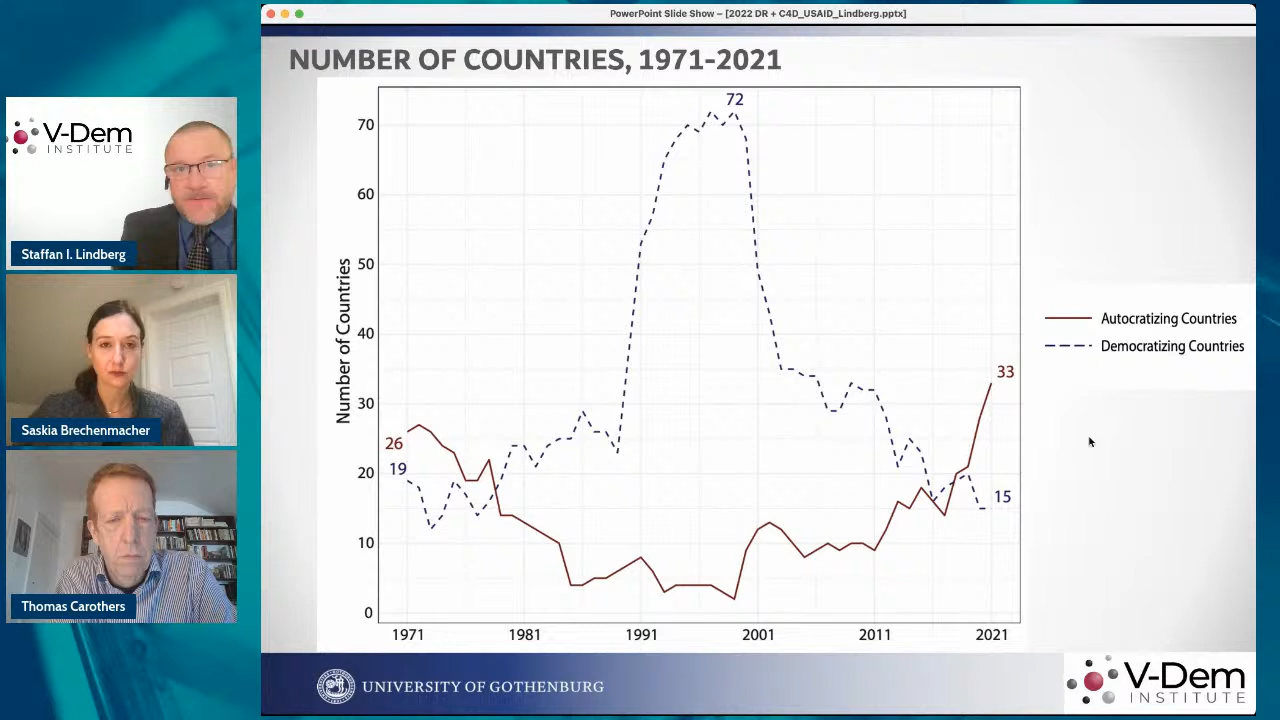 PowerPoint Slide Show – [2022 DR + C4D_USAID_Lindberg.pptx]
NUMBER OF COUNTRIES, 1971-2021
V-Dem
INSTITUTE
Staffan I. Lindberg
Saskia Brechenmacher
Thomas Carothers
Number of Countries
70
60
50
40
30
20
10
0
72
26
19
33
15
1971
1981
1991
2001
2011
2021
Autocratizing Countries
Democratizing Countries
UNIVERSITY OF GOTHENBURG
V-Dem
INSTITUTE